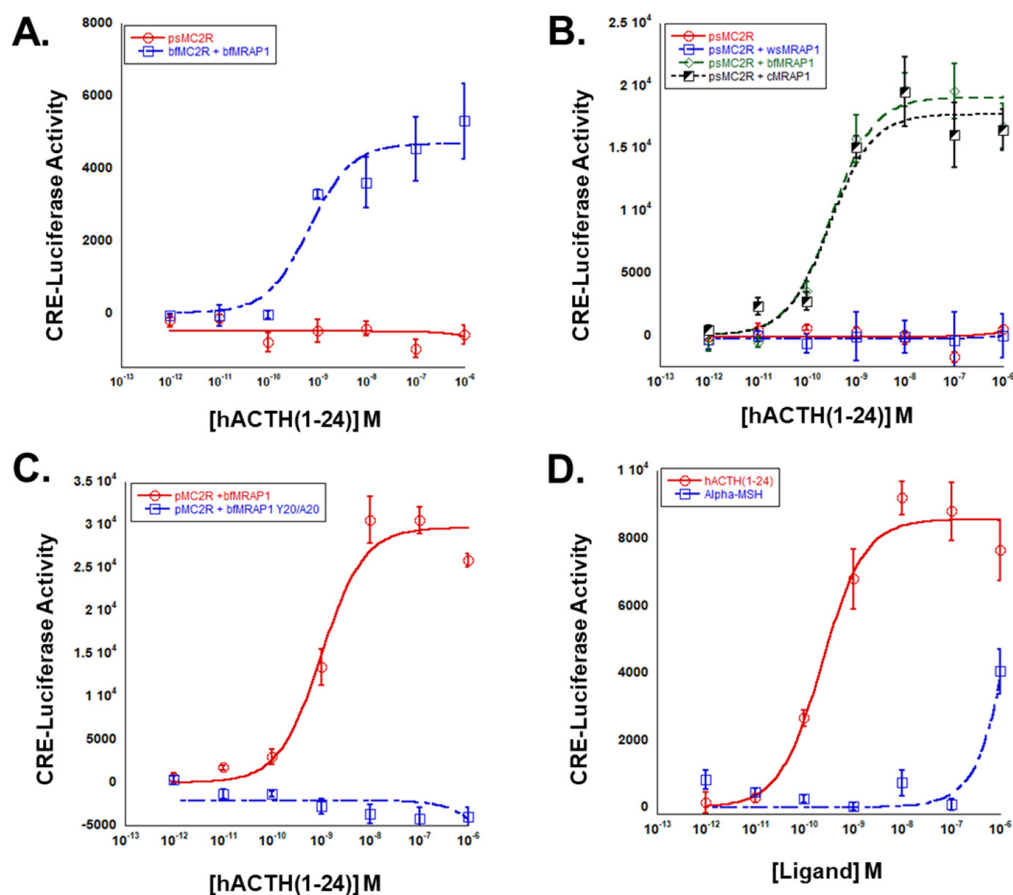 A.
psMC2R
bfMC2R + bfMRAP1
8000
6000
4000
2000
0
CRE-Luciferase Activity
10-13 10-12 10-11 10-10 10-9 10-8 10-7 10-6
[hACTH(1-24)] M
B.
psMC2R
psMC2R + wsMRAP1
psMC2R + bfMRAP1
psMC2R + cMRAP1
2.5 104
2 104
1.5 104
1 104
5000
0
CRE-Luciferase Activity
10-13 10-12 10-11 10-10 10-9 10-8 10-7 10-6
[hACTH(1-24)] M
C.
pMC2R +bfMRAP1
pMC2R + bfMRAP1 Y20/A20
3.5 104
3 104
2.5 104
2 104
1.5 104
1 104
5000
0
-5000
CRE-Luciferase Activity
10-13 10-12 10-11 10-10 10-9 10-8 10-7 10-6
[hACTH(1-24)] M
D.
hACTH(1-24)
Alpha-MSH
1 104
8000
6000
4000
2000
0
CRE-Luciferase Activity
10-13 10-12 10-11 10-10 10-9 10-8 10-7 10-6
[Ligand] M